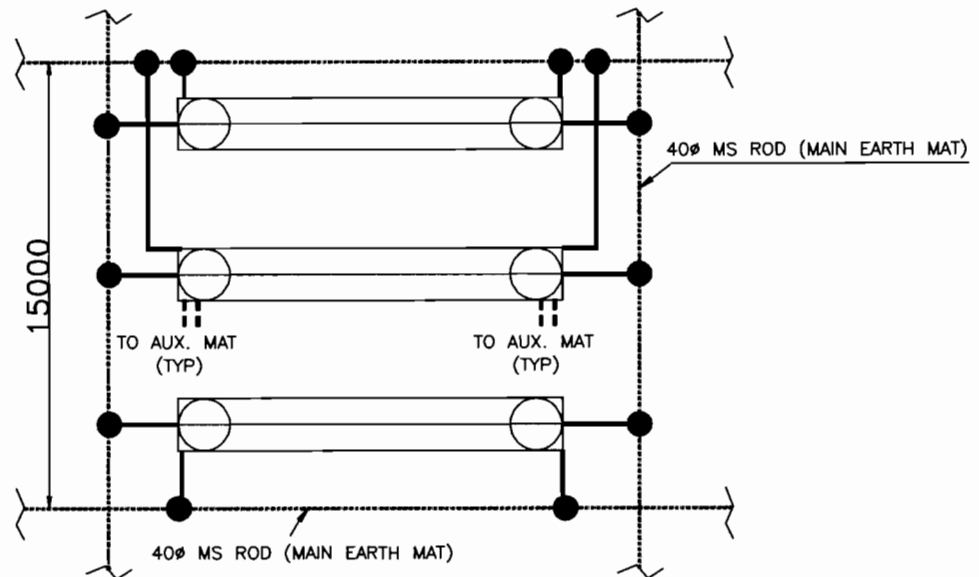 40ø MS ROD (MAIN EARTH MAT)
15000
TO AUX. MAT
(TYP)
TO AUX. MAT
(TYP)
40ø MS ROD (MAIN EARTH MAT)